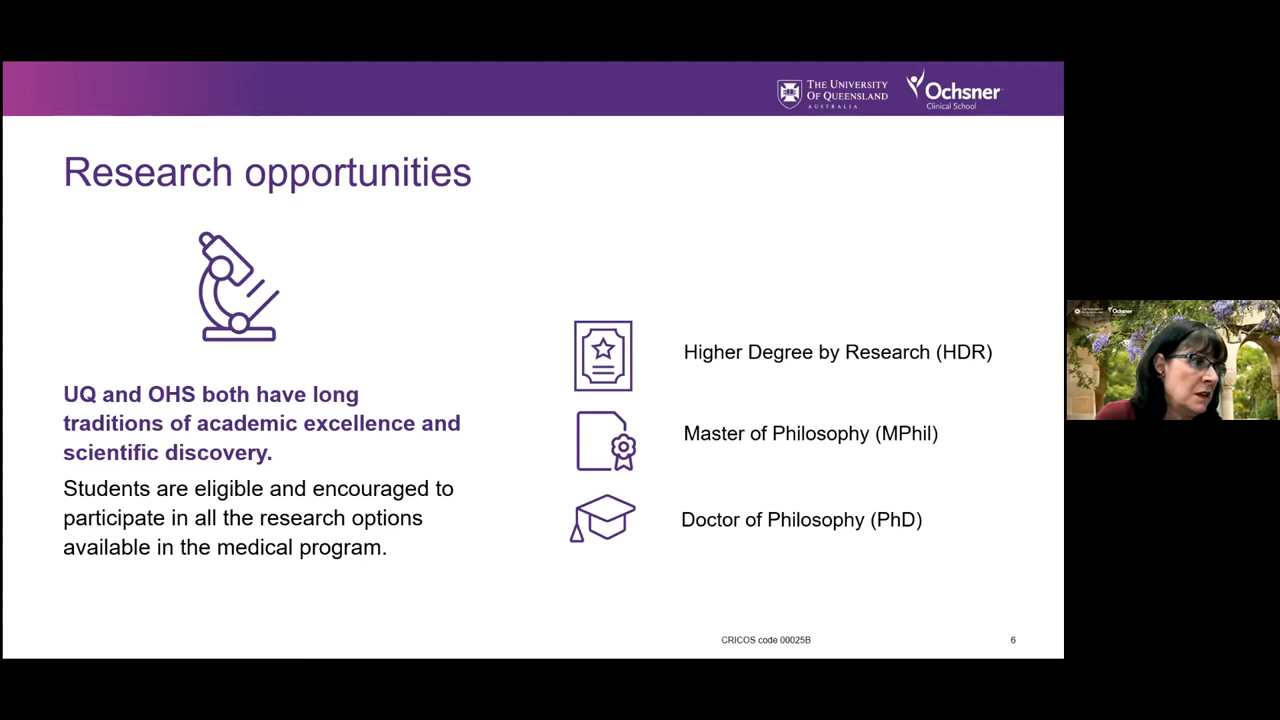 THE UNIVERSITY
OF QUEENSLAND
AUSTRALIA
Ochsner
Clinical School
Research opportunities
UQ and OHS both have long
traditions of academic excellence and
scientific discovery.
Students are eligible and encouraged to
participate in all the research options
available in the medical program.
Higher Degree by Research (HDR)
Master of Philosophy (MPhil)
Doctor of Philosophy (PhD)
CRICOS code 00025B
6
Ochsner